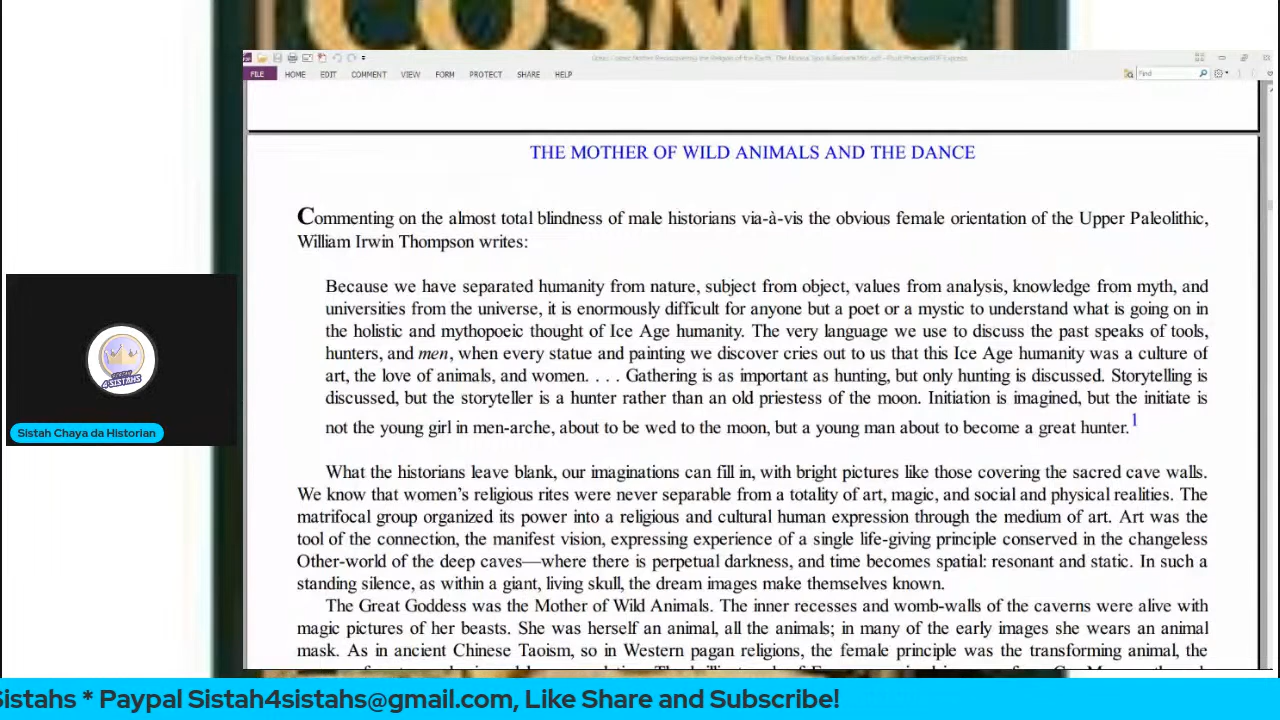 COSMIC
FILE HOME EDIT COMMENT VIEW FORM PROTECT SHARE HELP
Find
THE MOTHER OF WILD ANIMALS AND THE DANCE
Commenting on the almost total blindness of male historians via-à-vis the obvious female orientation of the Upper Paleolithic,
William Irwin Thompson writes:
Because we have separated humanity from nature, subject from object, values from analysis, knowledge from myth, and
universities from the universe, it is enormously difficult for anyone but a poet or a mystic to understand what is going on in
the holistic and mythopoeic thought of Ice Age humanity. The very language we use to discuss the past speaks of tools,
hunters, and men, when every statue and painting we discover cries out to us that this Ice Age humanity was a culture of
art, the love of animals, and women. . . . Gathering is as important as hunting, but only hunting is discussed. Storytelling is
discussed, but the storyteller is a hunter rather than an old priestess of the moon. Initiation is imagined, but the initiate is
not the young girl in men-arche, about to be wed to the moon, but a young man about to become a great hunter.1
What the historians leave blank, our imaginations can fill in, with bright pictures like those covering the sacred cave walls.
We know that women's religious rites were never separable from a totality of art, magic, and social and physical realities. The
matrifocal group organized its power into a religious and cultural human expression through the medium of art. Art was the
tool of the connection, the manifest vision, expressing experience of a single life-giving principle conserved in the changeless
Other-world of the deep caves—where there is perpetual darkness, and time becomes spatial: resonant and static. In such a
standing silence, as within a giant, living skull, the dream images make themselves known.
The Great Goddess was the Mother of Wild Animals. The inner recesses and womb-walls of the caverns were alive with
magic pictures of her beasts. She was herself an animal, all the animals; in many of the early images she wears an animal
mask. As in ancient Chinese Taoism, so in Western pagan religions, the female principle was the transforming animal, the
4 SISTAHS
Sistah Chaya da Historian
Sistahs * Paypal Sistah4sistahs@gmail.com, Like Share and Subscribe!